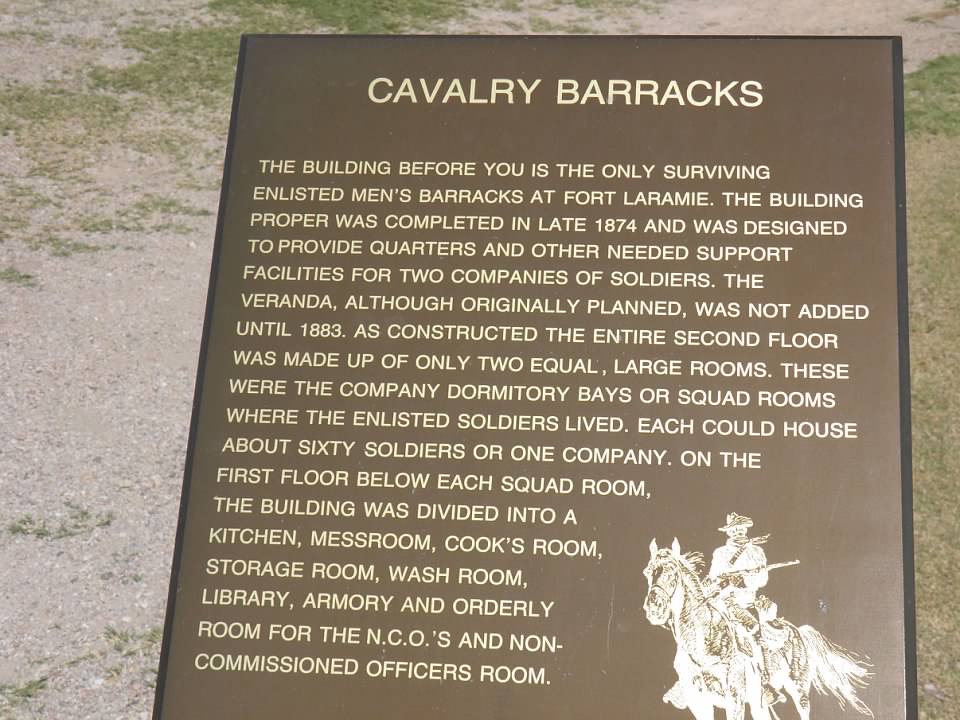 CAVALRY BARRACKS
THE BUILDING BEFORE YOU IS THE ONLY SURVIVING
ENLISTED MEN'S BARRACKS AT FORT LARAMIE. THE BUILDING
PROPER WAS COMPLETED IN LATE 1874 AND WAS DESIGNED
TO PROVIDE QUARTERS AND OTHER NEEDED SUPPORT
FACILITIES FOR TWO COMPANIES OF SOLDIERS. THE
VERANDA, ALTHOUGH ORIGINALLY PLANNED, WAS NOT ADDED
UNTIL 1883. AS CONSTRUCTED THE ENTIRE SECOND FLOOR
WAS MADE UP OF ONLY TWO EQUAL, LARGE ROOMS. THESE
WERE THE COMPANY DORMITORY BAYS OR SQUAD ROOMS
WHERE THE ENLISTED SOLDIERS LIVED. EACH COULD HOUSE
ABOUT SIXTY SOLDIERS OR ONE COMPANY. ON THE
FIRST FLOOR BELOW EACH SQUAD ROOM,
THE BUILDING WAS DIVIDED INTO A
KITCHEN, MESSROOM, COOK'S ROOM,
STORAGE ROOM, WASH ROOM,
LIBRARY, ARMORY AND ORDERLY
ROOM FOR THE N.C.O.'S AND NON-
COMMISSIONED OFFICERS ROOM.